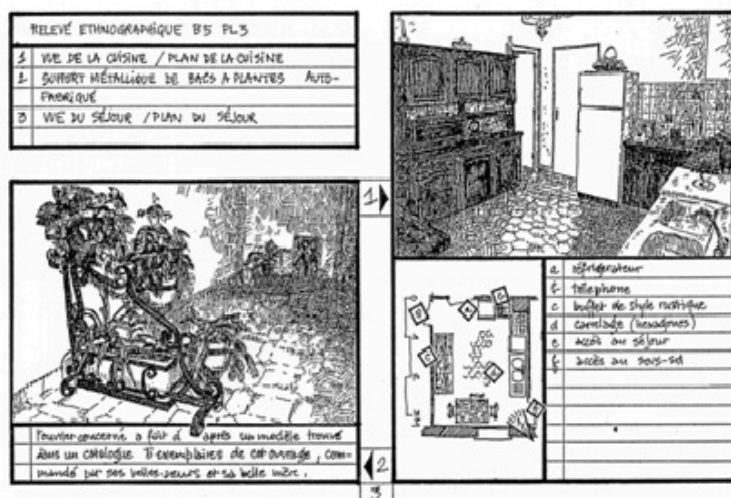 RELEVÉ ETHNOGRAPHIQUE B5 PL3
1 VUE DE LA CUISINE / PLAN DE LA CUISINE
2 SUPPORT MÉTALLIQUE DE BACS A PLANTES AUTO-
FABRIQUÉ
3 VUE DU SÉJOUR / PLAN DU SÉJOUR
1
a réfrigérateur
b téléphone
c buffet de style rustique
d carrelage (hexagones)
e accès au séjour
f accès au sous-sol
L'ouvrier concerné a fait d'après un modèle trouvé
dans un catalogue exemplaires de cet ouvrage, com-
mandé par ses belles-sœurs et sa belle mère.
2
3